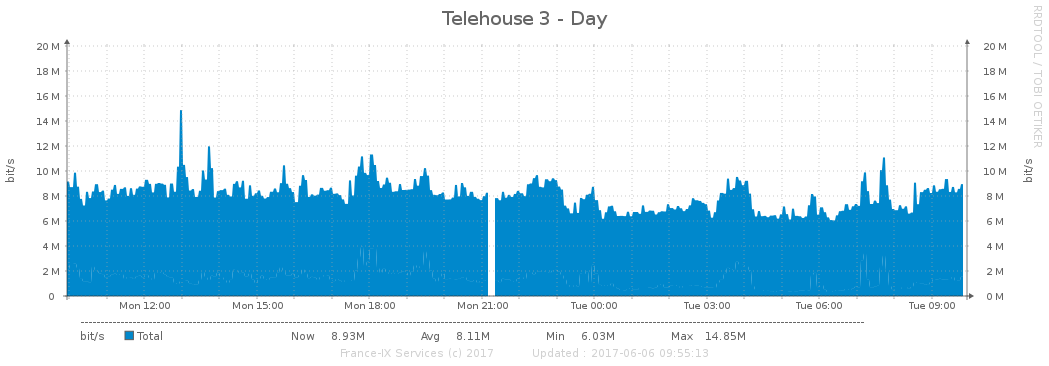 Telehouse 3 - Day
RRDTOOL / TOBI OETIKER
bit/s
20 M 20 M
18 M 18 M
16 M 16 M
14 M 14 M
12 M 12 M
10 M 10 M
8 M 8 M
6 M 6 M
4 M 4 M
2 M 2 M
0 0 M
bit/s
Mon 12:00 Mon 15:00 Mon 18:00 Mon 21:00 Tue 00:00 Tue 03:00 Tue 06:00 Tue 09:00
bit/s Total Now 8.93M Avg 8.11M Min 6.03M Max 14.85M
France-IX Services (c) 2017 Updated : 2017-06-06 09:55:13